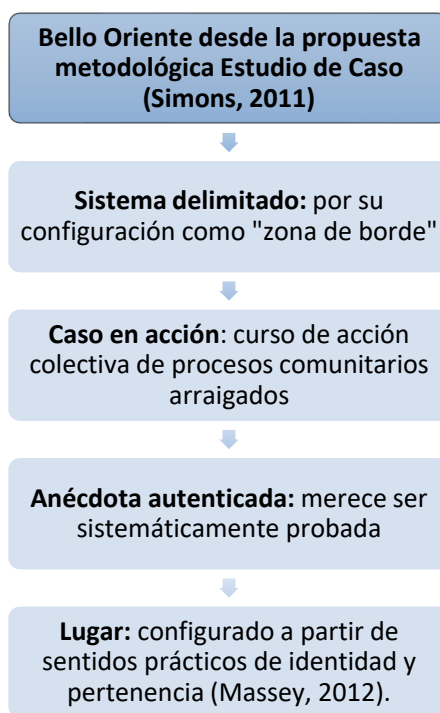 Bello Oriente desde la propuesta
metodológica Estudio de Caso
(Simons, 2011)
Sistema delimitado: por su
configuración como "zona de borde"
Caso en acción: curso de acción
colectiva de procesos comunitarios
arraigados
Anécdota autenticada: merece ser
sistemáticamente probada
Lugar: configurado a partir de
sentidos prácticos de identidad y
pertenencia (Massey, 2012).